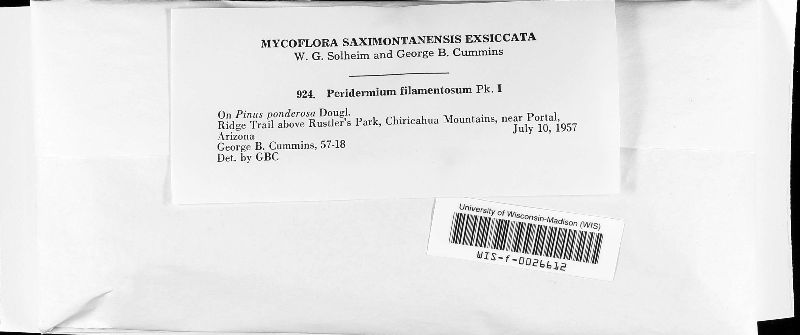 MYCOFLORA SAXIMONTANENSIS EXSICCATA
W. G. Solheim and George B. Cummins
924. Peridermium filamentosum Pk. I
On Pinus ponderosa Dougl.
Ridge Trail above Rustler's Park, Chiricahua Mountains, near Portal,
Arizona July 10, 1957
George B. Cummins, 57-18
Det. by GBC
University of Wisconsin-Madison (WIS)
WIS-f-0026612